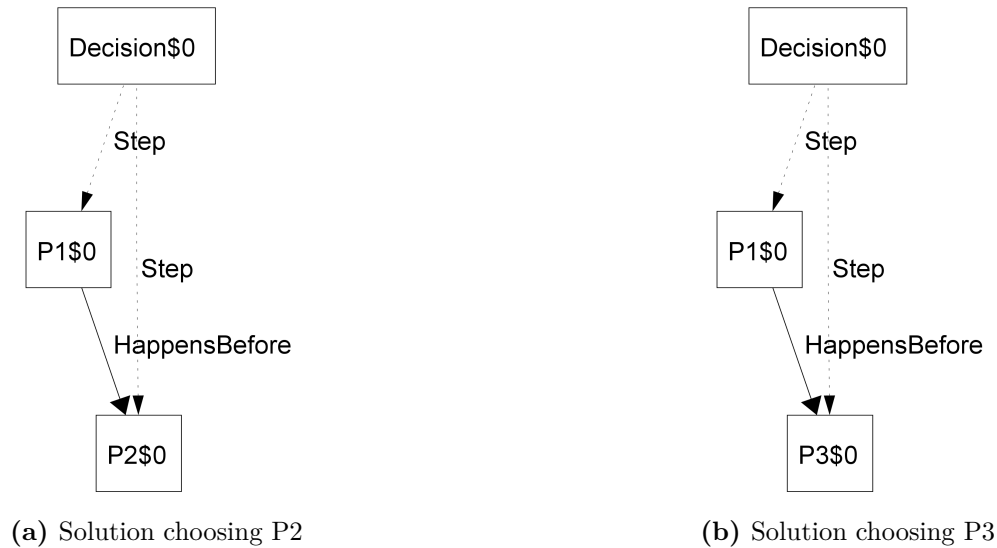 Decision$0
Step
P1$0
Step
HappensBefore
P2$0
(a) Solution choosing P2
Decision$0
Step
P1$0
Step
HappensBefore
P3$0
(b) Solution choosing P3